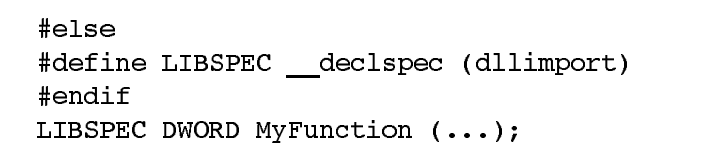 #else
#define LIBSPEC __declspec (dllimport)
#endif
LIBSPEC DWORD MyFunction (...);